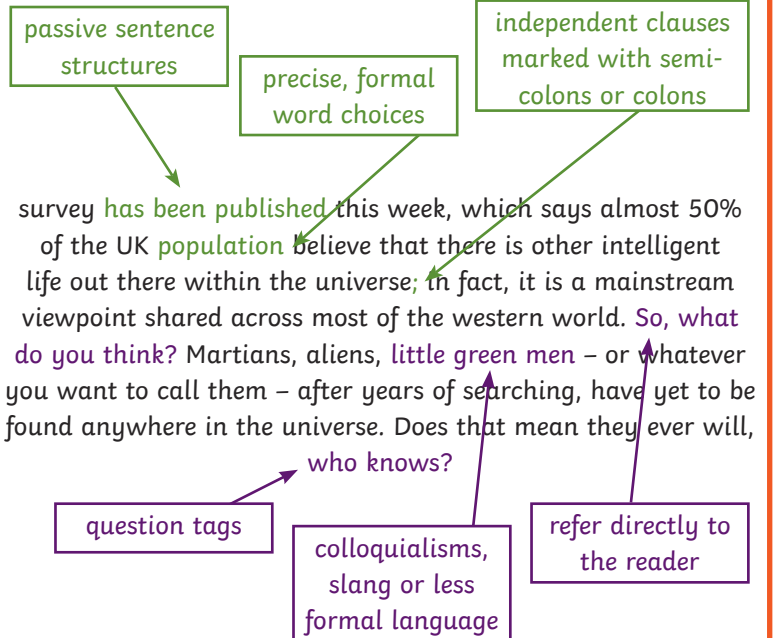 passive sentence
structures
precise, formal
word choices
independent clauses
marked with semi-
colons or colons
survey has been published this week, which says almost 50%
of the UK population believe that there is other intelligent
life out there within the universe; in fact, it is a mainstream
viewpoint shared across most of the western world. So, what
do you think? Martians, aliens, little green men – or whatever
you want to call them – after years of searching, have yet to be
found anywhere in the universe. Does that mean they ever will,
who knows?
question tags
colloquialisms,
slang or less
formal language
refer directly to
the reader